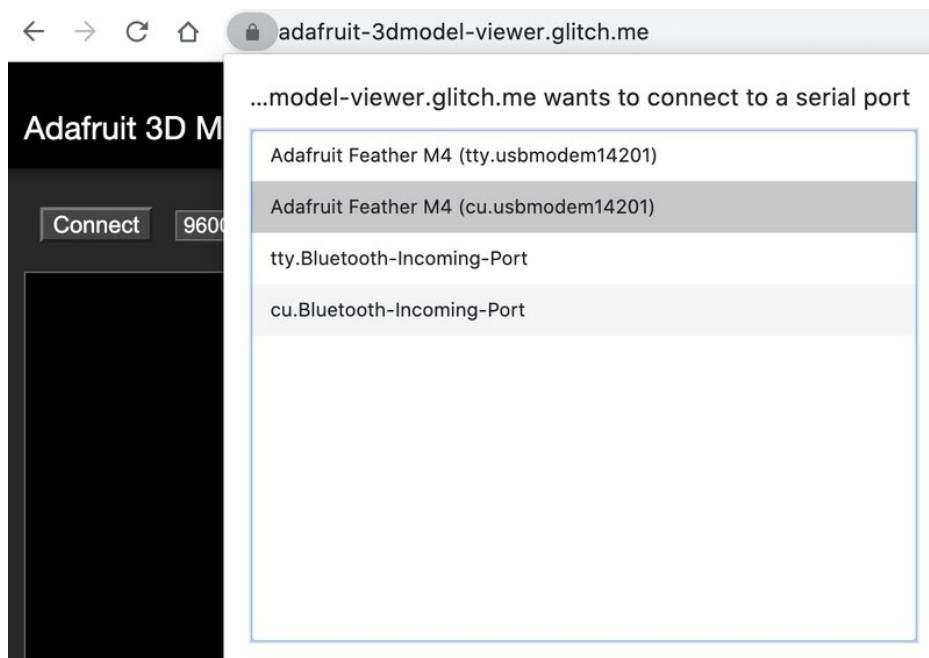 adafruit-3dmodel-viewer.glitch.me
...model-viewer.glitch.me wants to connect to a serial port
Adafruit 3D M
Adafruit Feather M4 (tty.usbmodem14201)
Adafruit Feather M4 (cu.usbmodem14201)
Connect 9600
tty.Bluetooth-Incoming-Port
cu.Bluetooth-Incoming-Port